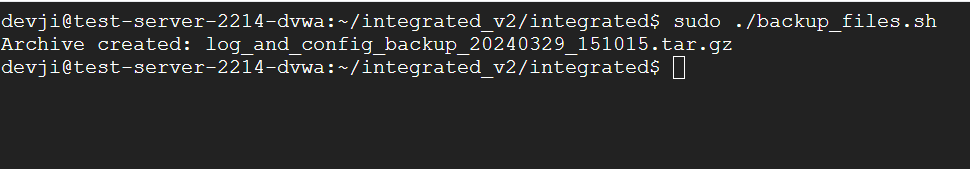 devji@test-server-2214-dvwa:~/integrated_v2/integrated$ sudo ./backup_files.sh
Archive created: log_and_config_backup_20240329_151015.tar.gz
devji@test-server-2214-dvwa:~/integrated_v2/integrated$